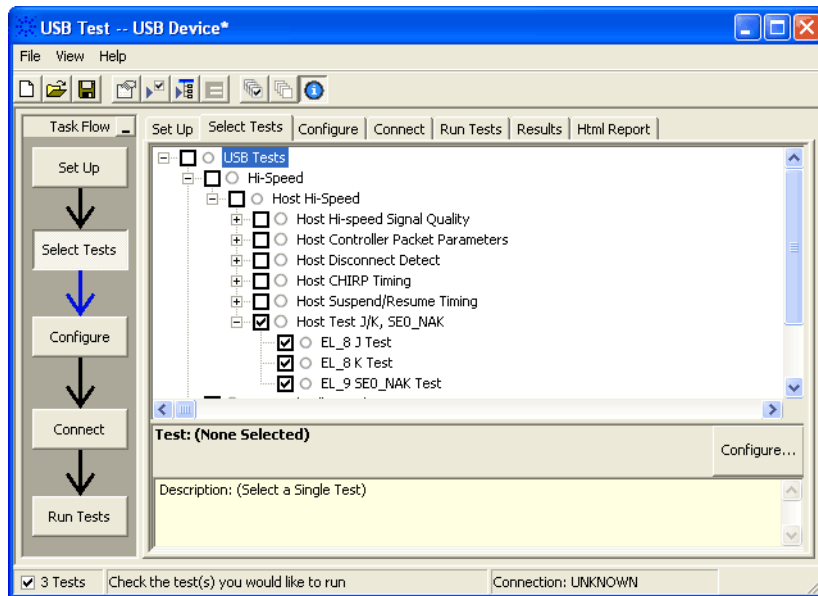 USB Test -- USB Device*
File View Help
Task Flow
Set Up Select Tests Configure Connect Run Tests Results Html Report
Set Up
Select Tests
Configure
Connect
Run Tests
USB Tests
Hi-Speed
Host Hi-Speed
Host Hi-speed Signal Quality
Host Controller Packet Parameters
Host Disconnect Detect
Host CHIRP Timing
Host Suspend/Resume Timing
Host Test J/K, SE0_NAK
EL_8 J Test
EL_8 K Test
EL_9 SE0_NAK Test
Test: (None Selected)
Configure...
Description: (Select a Single Test)
3 Tests Check the test(s) you would like to run Connection: UNKNOWN